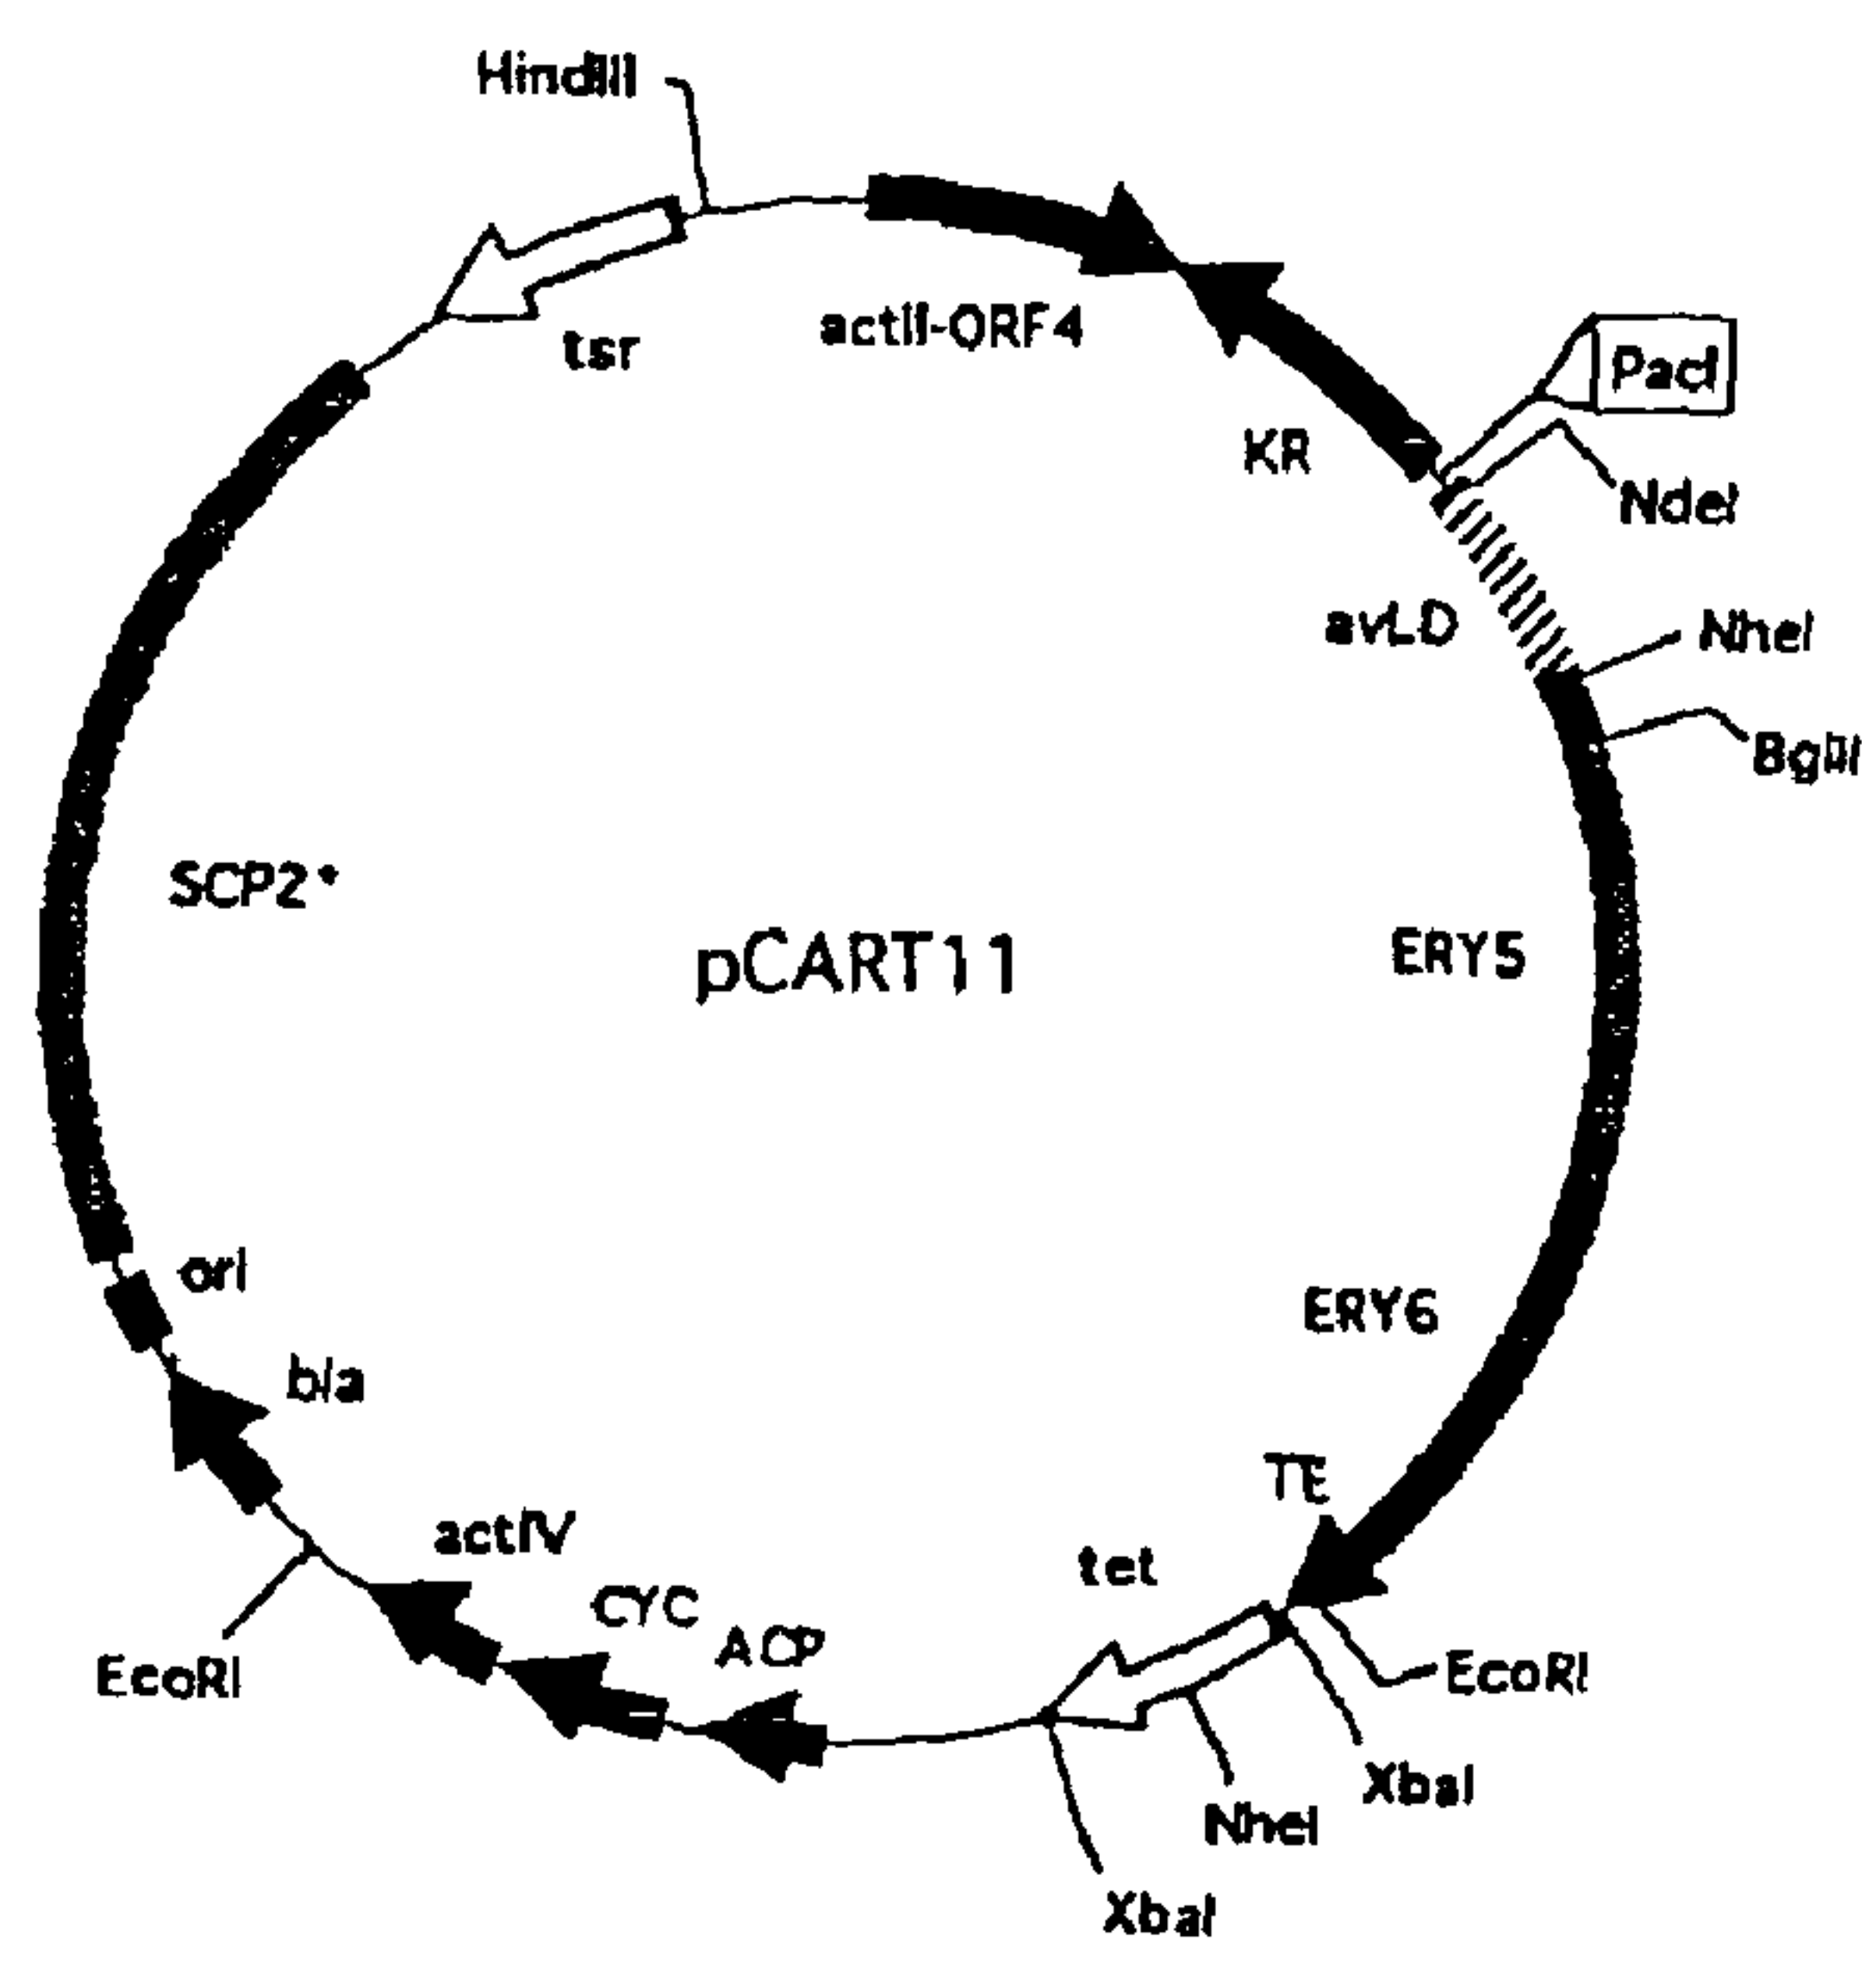 HindIII
actII-ORF4
tsr
PacI
KR
NdeI
avLD
NheI
BglII
SCP2*
pCART11
ERY5
ori
ERY6
bla
TE
actIV
tet
CYC
ACP
EcoRI
EcoRI
XbaI
NheI
XbaI